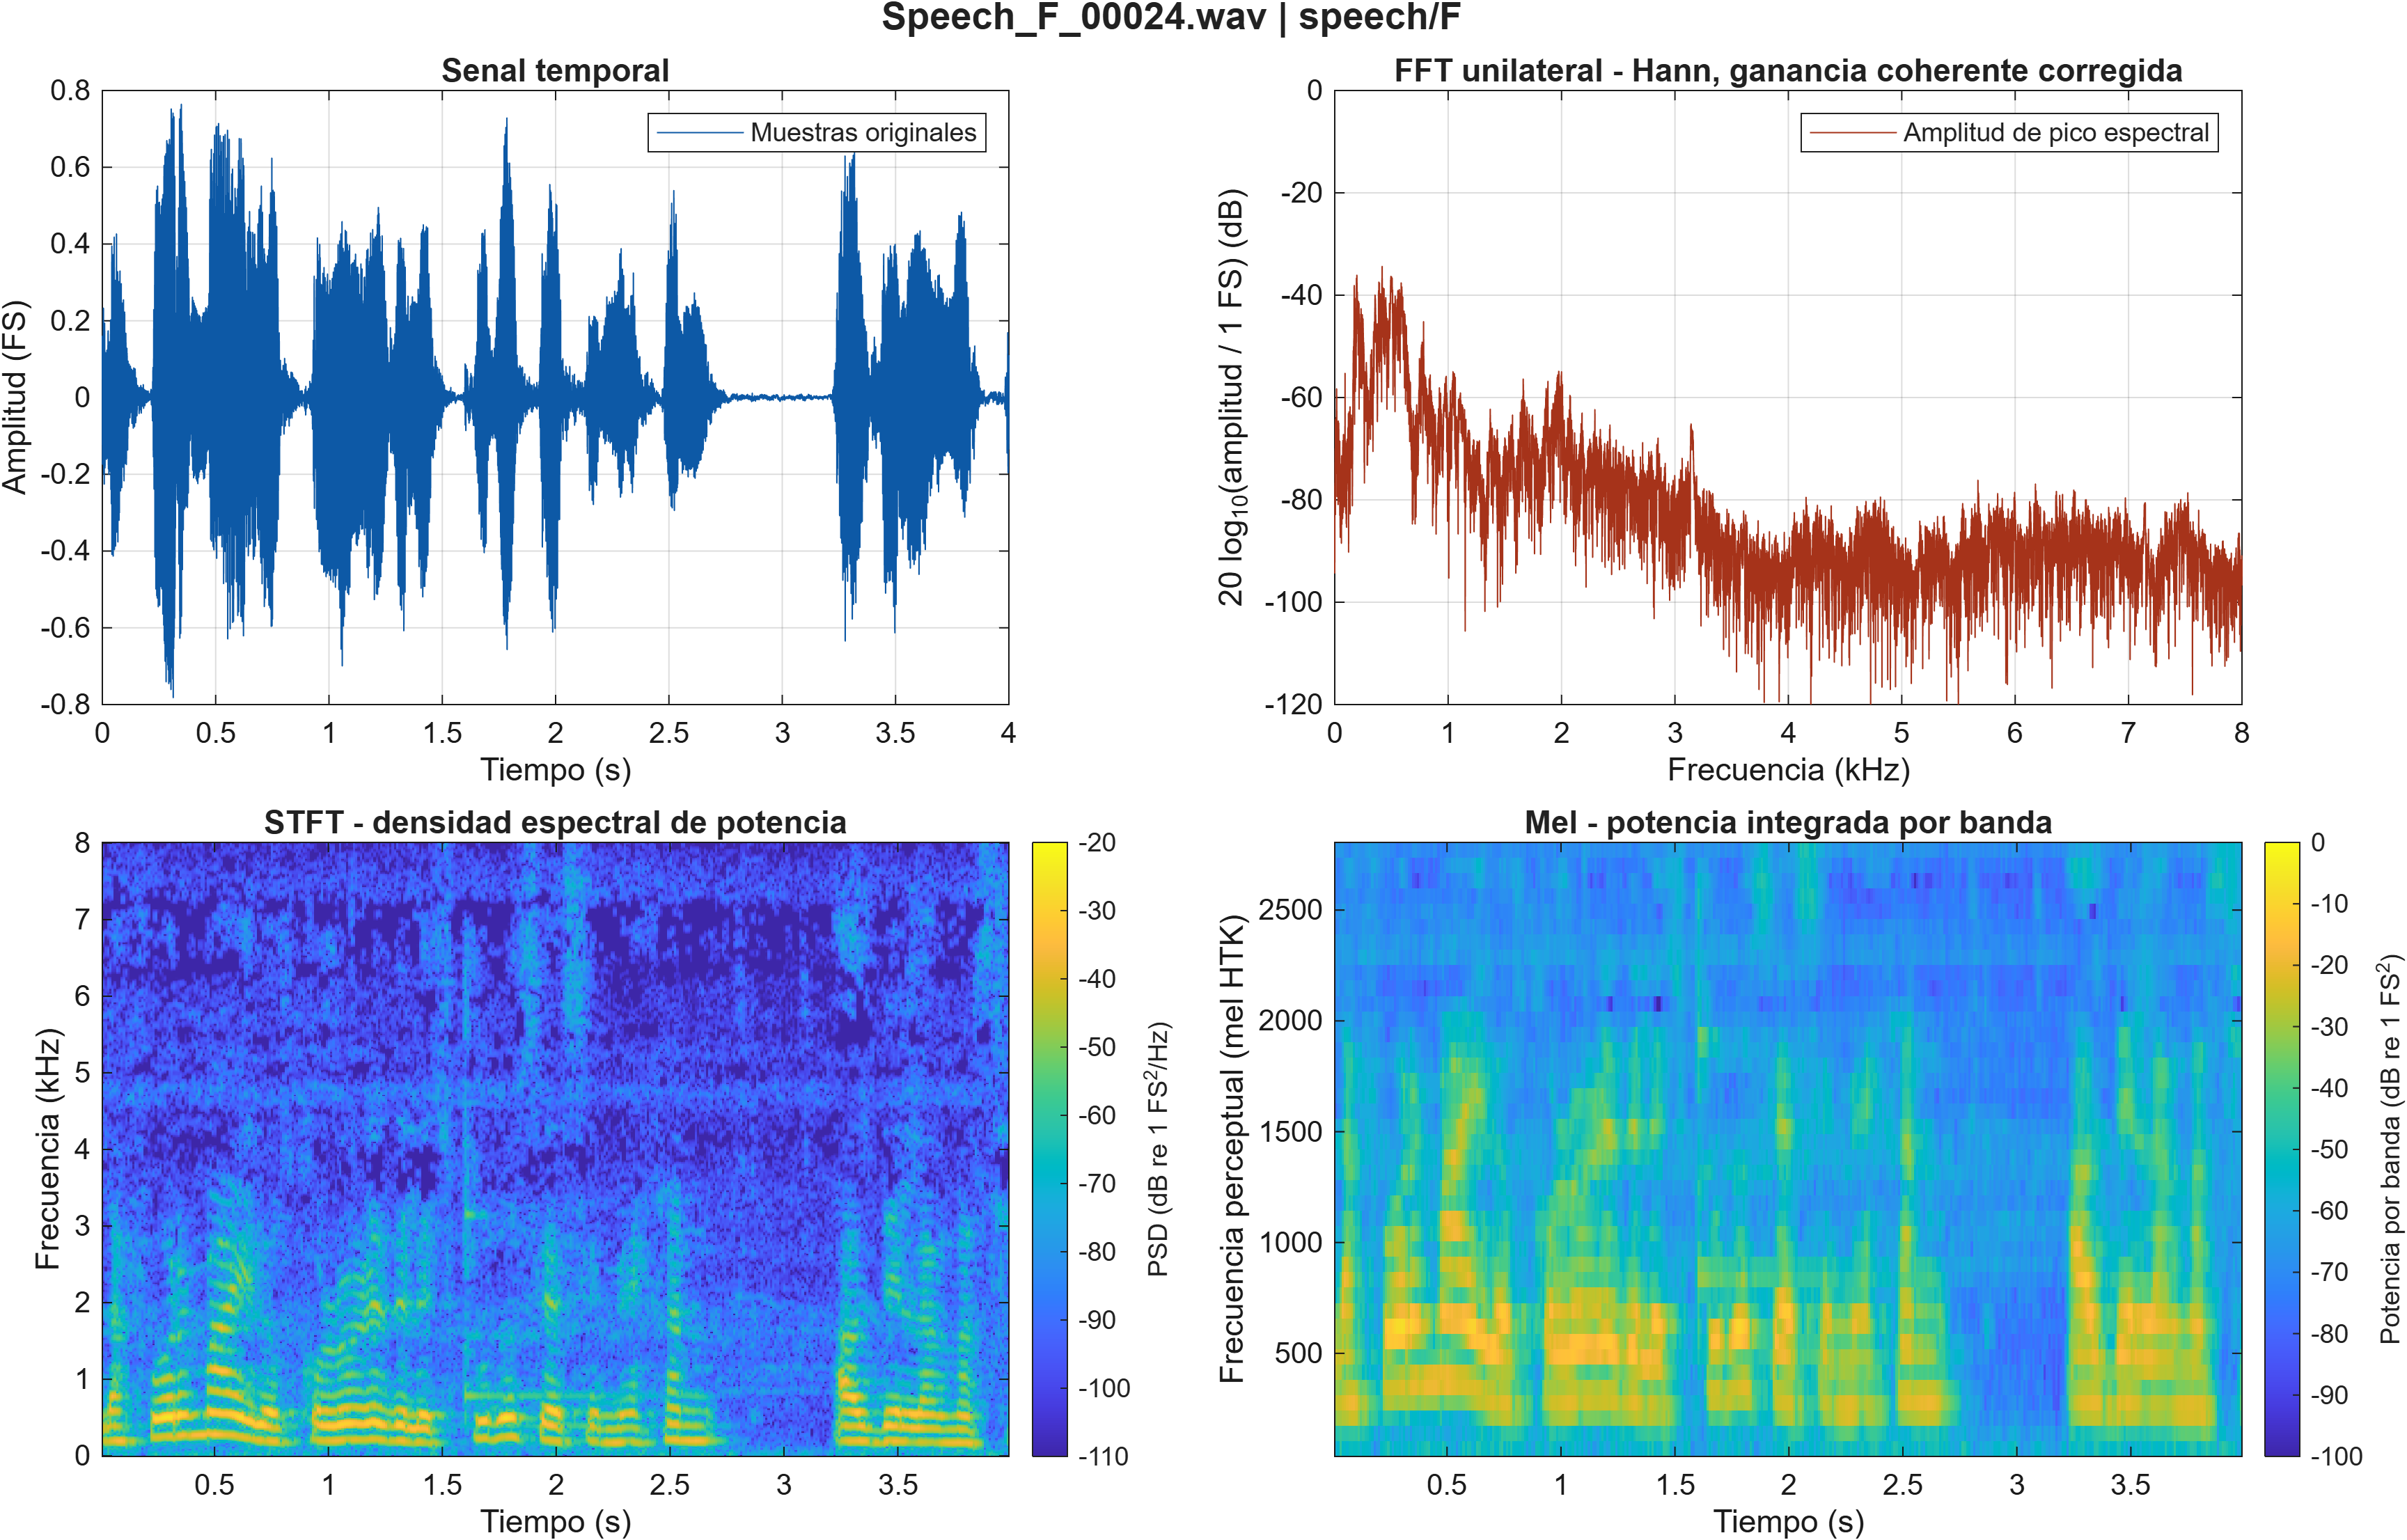 Speech_F_00024.wav | speech/F
Senal temporal
Muestras originales
Amplitud (FS)
0.8
0.6
0.4
0.2
0
-0.2
-0.4
-0.6
-0.8
0 0.5 1 1.5 2 2.5 3 3.5 4
Tiempo (s)
FFT unilateral - Hann, ganancia coherente corregida
Amplitud de pico espectral
20 log10(amplitud / 1 FS) (dB)
0
-20
-40
-60
-80
-100
-120
0 1 2 3 4 5 6 7 8
Frecuencia (kHz)
STFT - densidad espectral de potencia
Frecuencia (kHz)
8
7
6
5
4
3
2
1
0
0.5 1 1.5 2 2.5 3 3.5
Tiempo (s)
-20
-30
-40
-50
-60
-70
-80
-90
-100
-110
PSD (dB re 1 FS²/Hz)
Mel - potencia integrada por banda
Frecuencia perceptual (mel HTK)
2500
2000
1500
1000
500
0.5 1 1.5 2 2.5 3 3.5
Tiempo (s)
0
-10
-20
-30
-40
-50
-60
-70
-80
-90
-100
Potencia por banda (dB re 1 FS²)